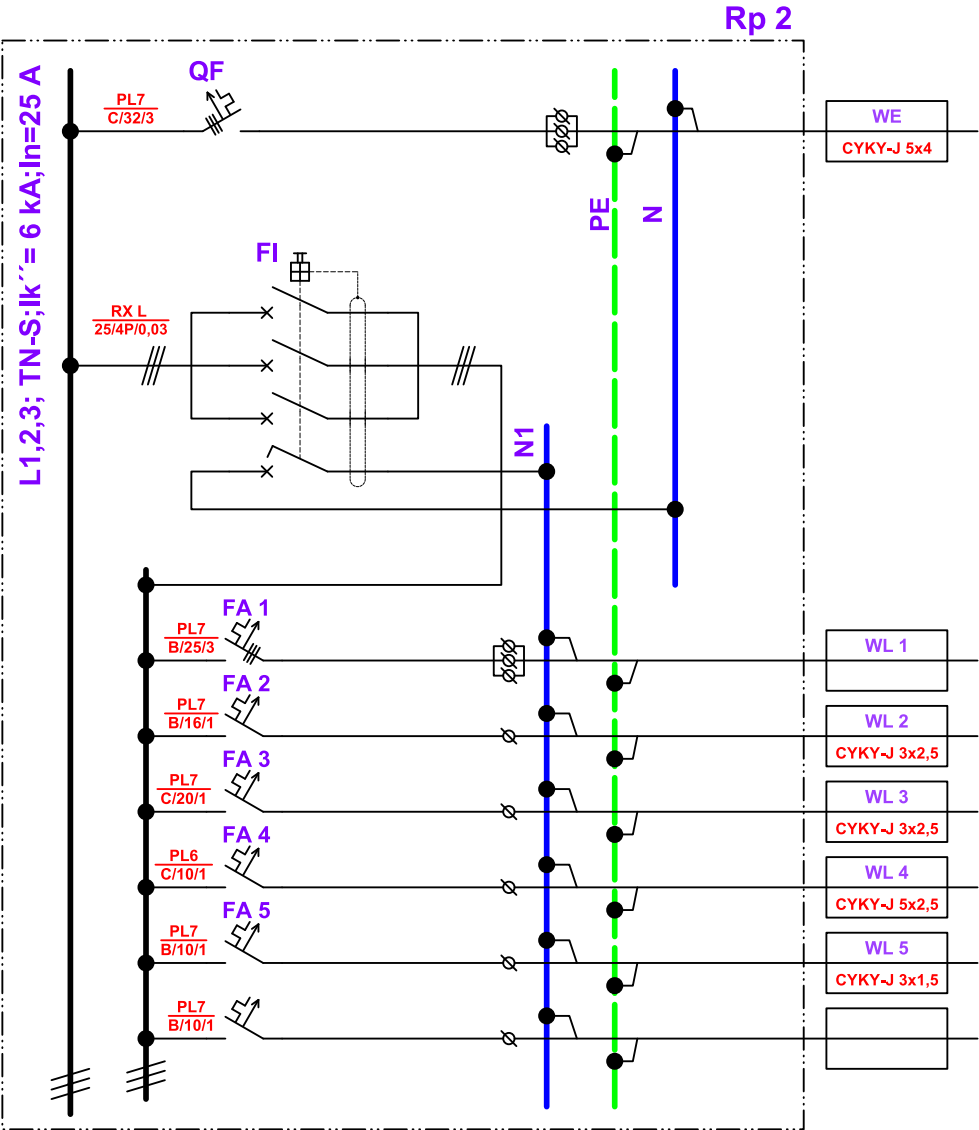 Rp 2
L1,2,3; TN-S;Ik´´= 6 kA;In=25 A
QF
PL7
C/32/3
WE
CYKY-J 5x4
PE
N
FI
RX L
25/4P/0,03
N1
FA 1
PL7
B/25/3
WL 1
FA 2
PL7
B/16/1
WL 2
CYKY-J 3x2,5
FA 3
PL7
C/20/1
WL 3
CYKY-J 3x2,5
FA 4
PL6
C/10/1
WL 4
CYKY-J 5x2,5
FA 5
PL7
B/10/1
WL 5
CYKY-J 3x1,5
PL7
B/10/1